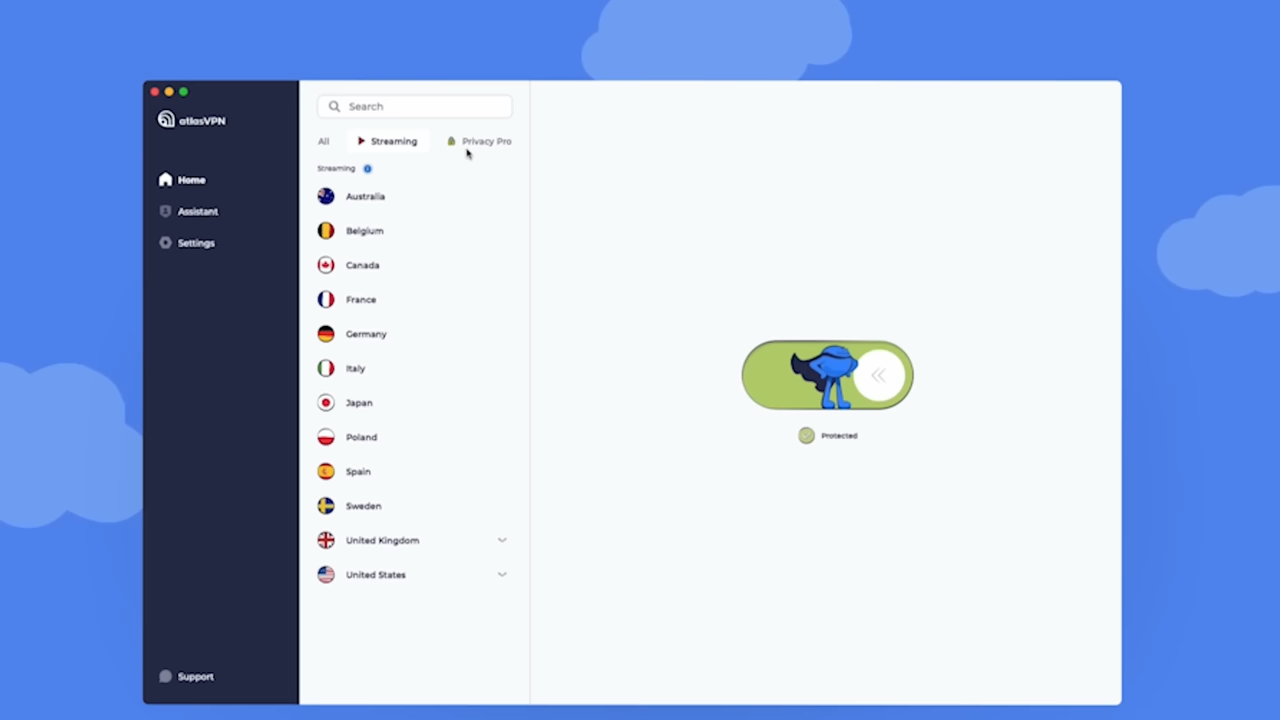 atlasVPN
Home
Assistant
Settings
Support
Search
All
Streaming
Privacy Pro
Streaming
Australia
Belgium
Canada
France
Germany
Italy
Japan
Poland
Spain
Sweden
United Kingdom
United States
Protected